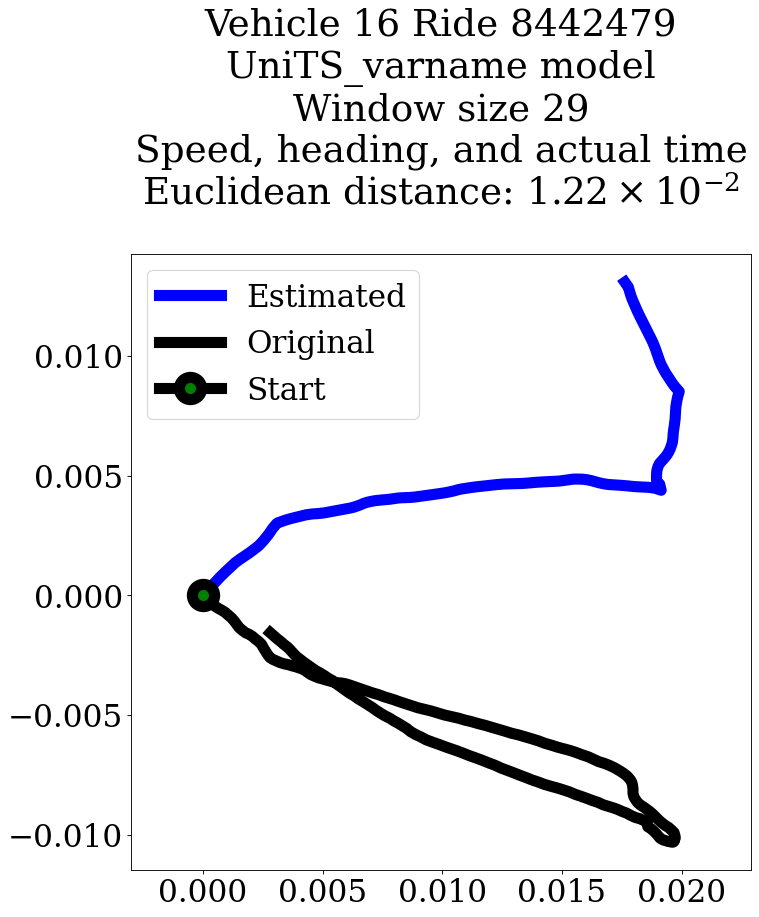 Vehicle 16 Ride 8442479
UniTS_varname model
Window size 29
Speed, heading, and actual time
Euclidean distance: 1.22 × 10⁻²
Estimated
Original
Start
0.010
0.005
0.000
−0.005
−0.010
0.000 0.005 0.010 0.015 0.020